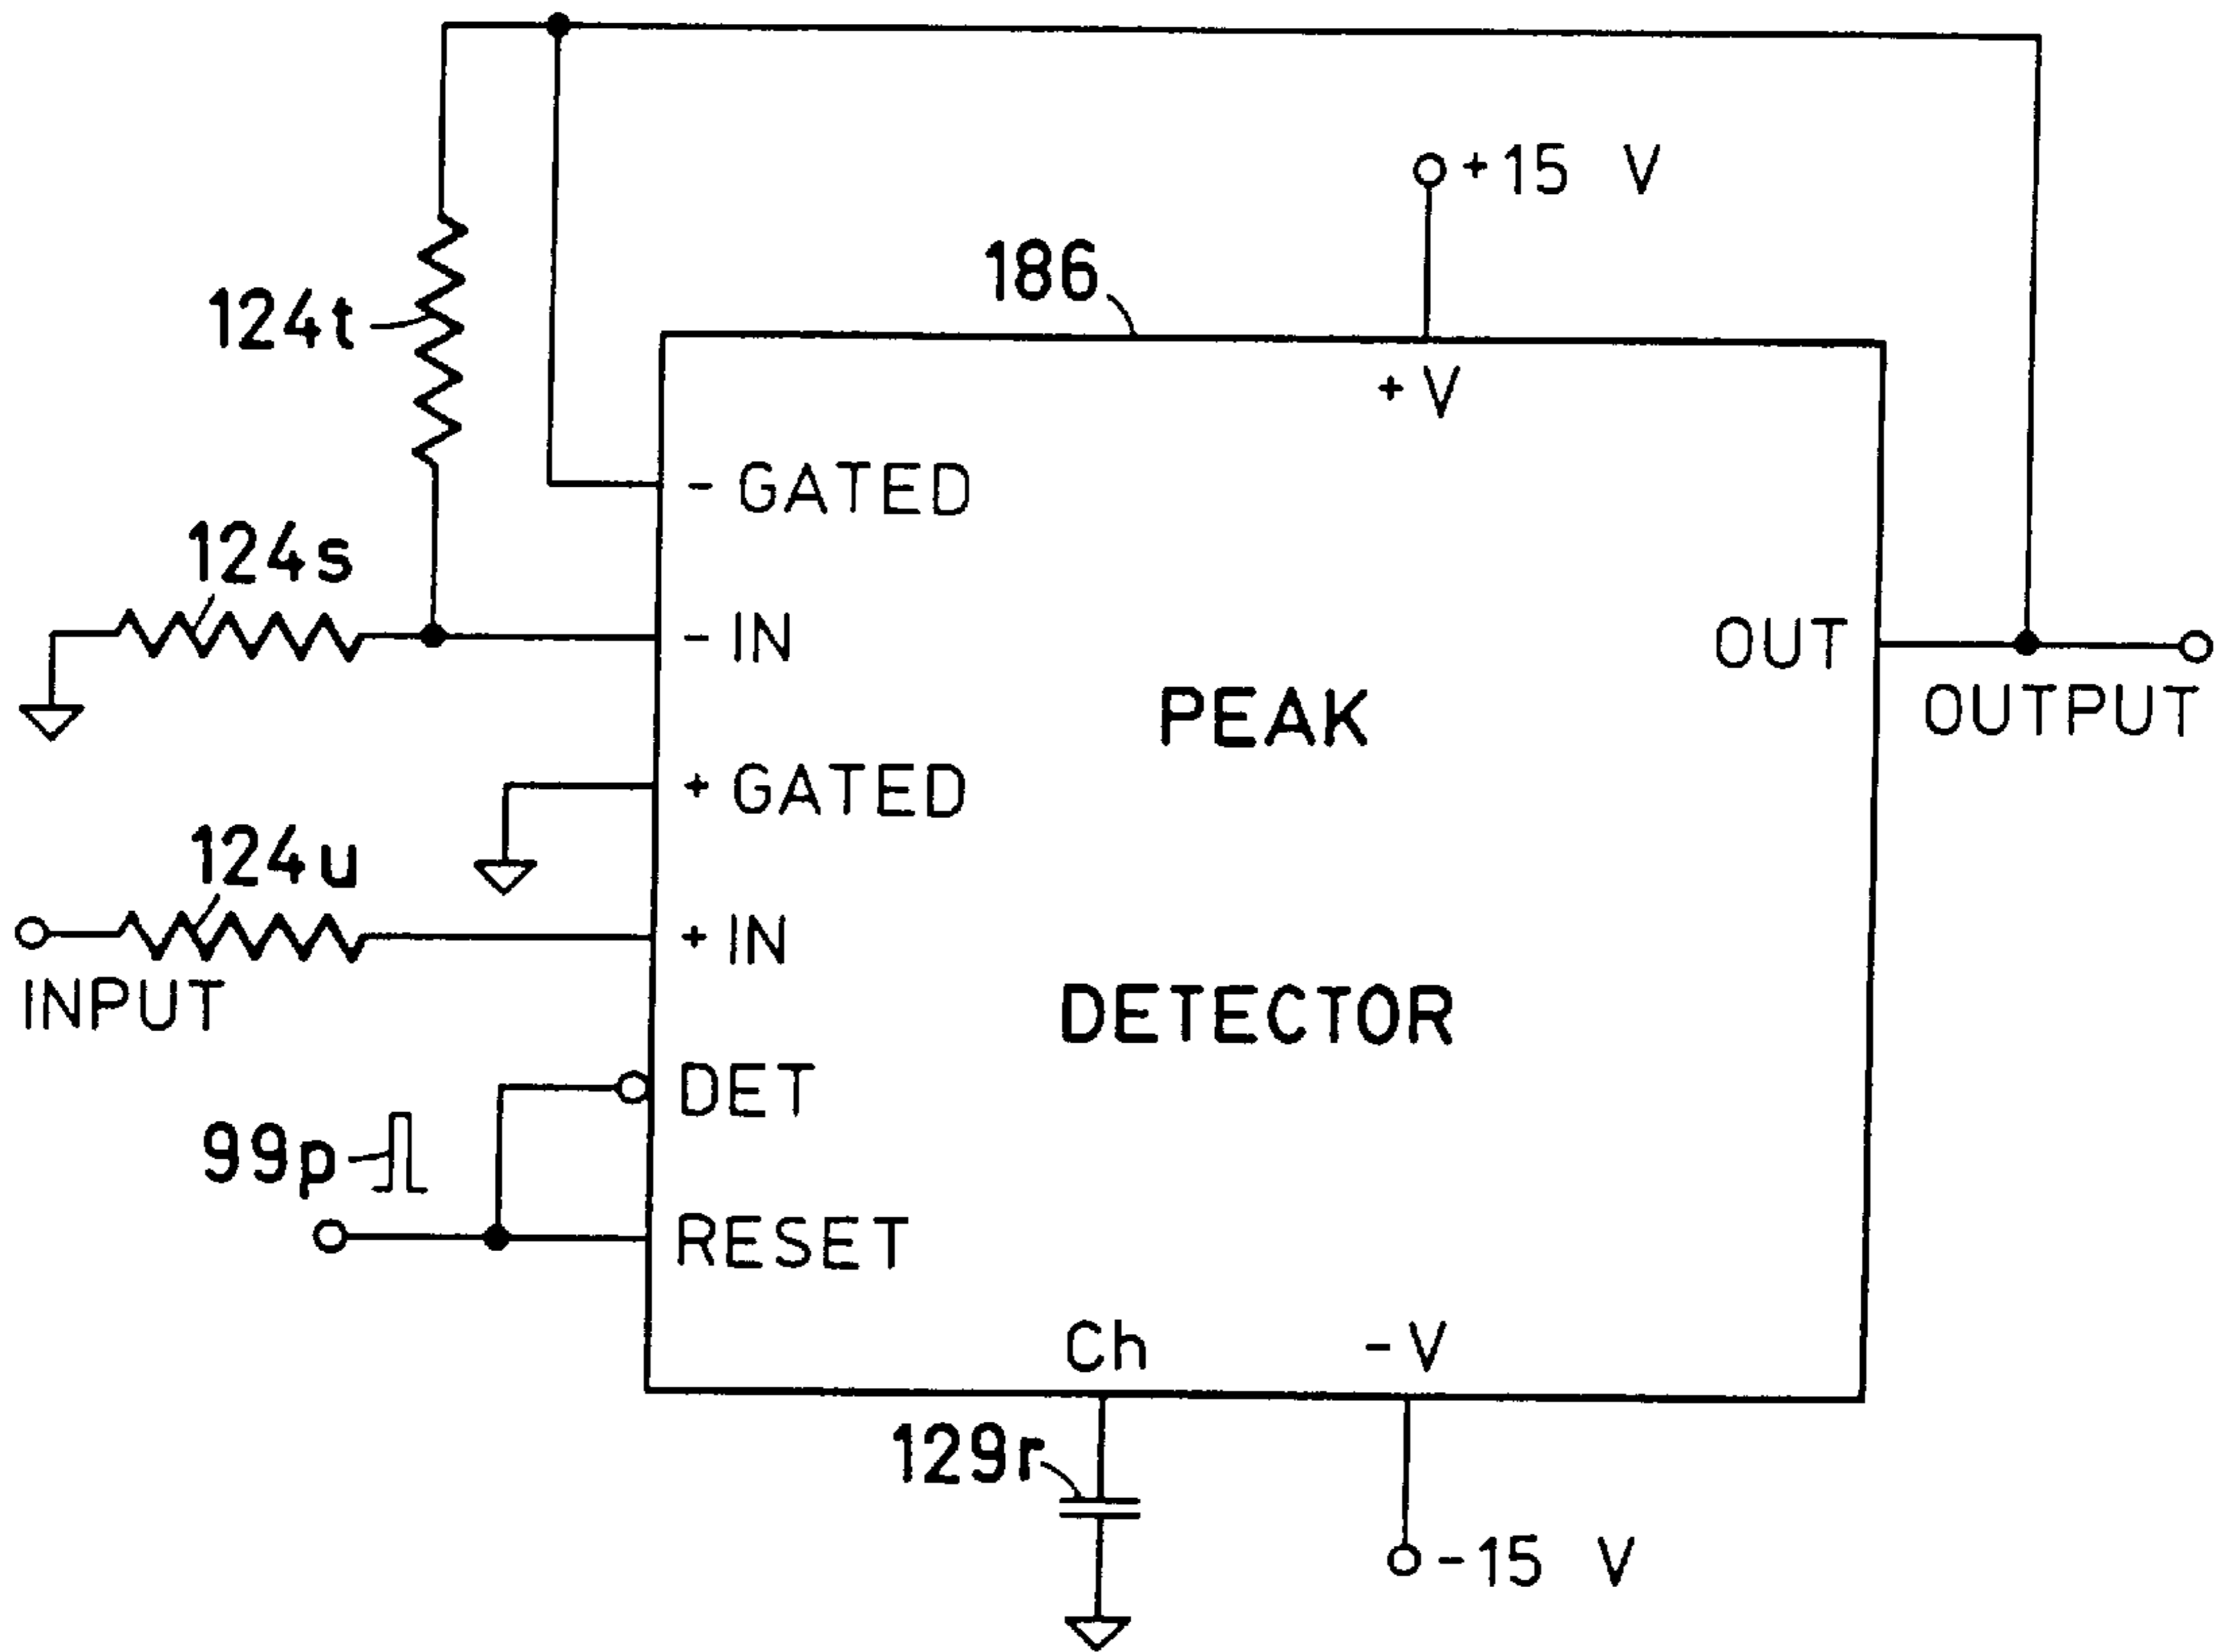 +15 V
186
124t
+ V
- GATED
124s
- IN
OUT
PEAK
OUTPUT
+ GATED
124u
+ IN
INPUT
DETECTOR
DET
99p
RESET
Ch
- V
129r
-15 V